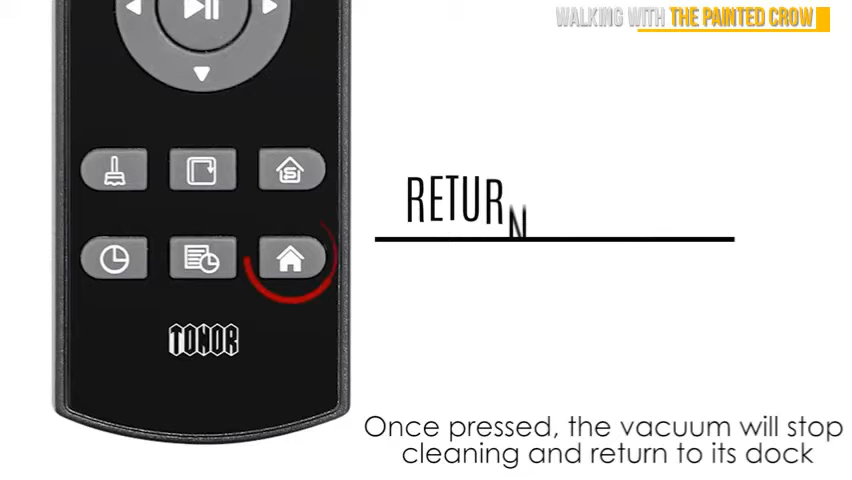 WALKING WITH THE PAINTED CROW
RETURN
TONOR
Once pressed, the vacuum will stop
cleaning and return to its dock